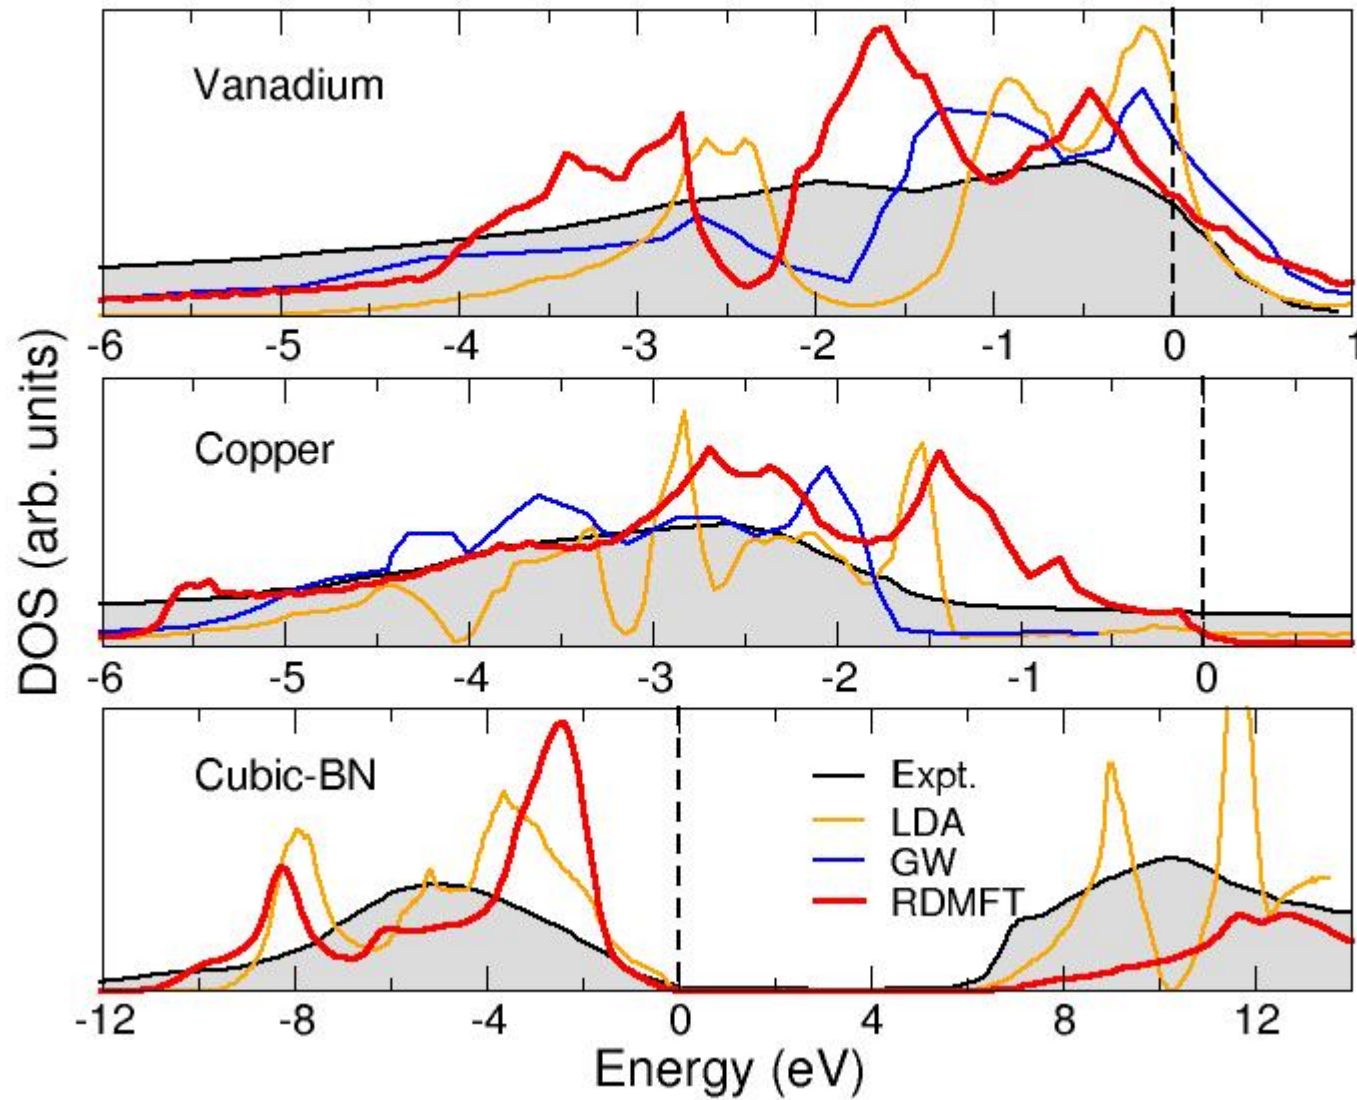 Vanadium
-6 -5 -4 -3 -2 -1 0 1
DOS (arb. units)
Copper
-6 -5 -4 -3 -2 -1 0
Cubic-BN
Expt.
LDA
GW
RDMFT
-12 -8 -4 0 4 8 12
Energy (eV)